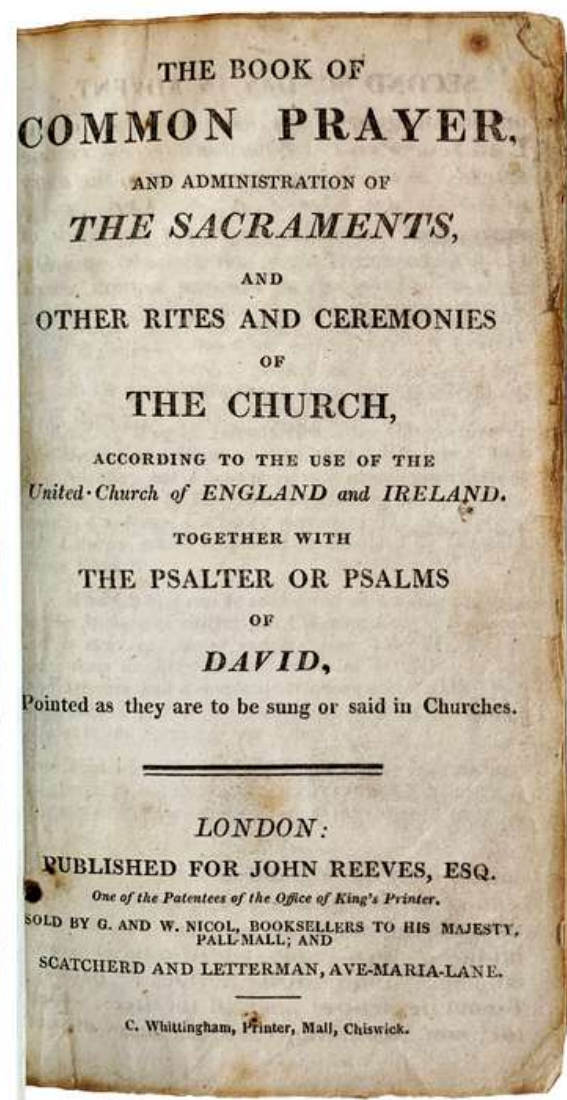 THE BOOK OF
COMMON PRAYER,
AND ADMINISTRATION OF
THE SACRAMENTS,
AND
OTHER RITES AND CEREMONIES
OF
THE CHURCH,
ACCORDING TO THE USE OF THE
United Church of ENGLAND and IRELAND.
TOGETHER WITH
THE PSALTER OR PSALMS
OF
DAVID,
Pointed as they are to be sung or said in Churches.
LONDON:
PUBLISHED FOR JOHN REEVES, ESQ.
One of the Patentees of the Office of King's Printer.
SOLD BY G. AND W. NICOL, BOOKSELLERS TO HIS MAJESTY,
PALL-MALL; AND
SCATCHERD AND LETTERMAN, AVE-MARIA-LANE.
C. Whittingham, Printer, Mall, Chiswick.